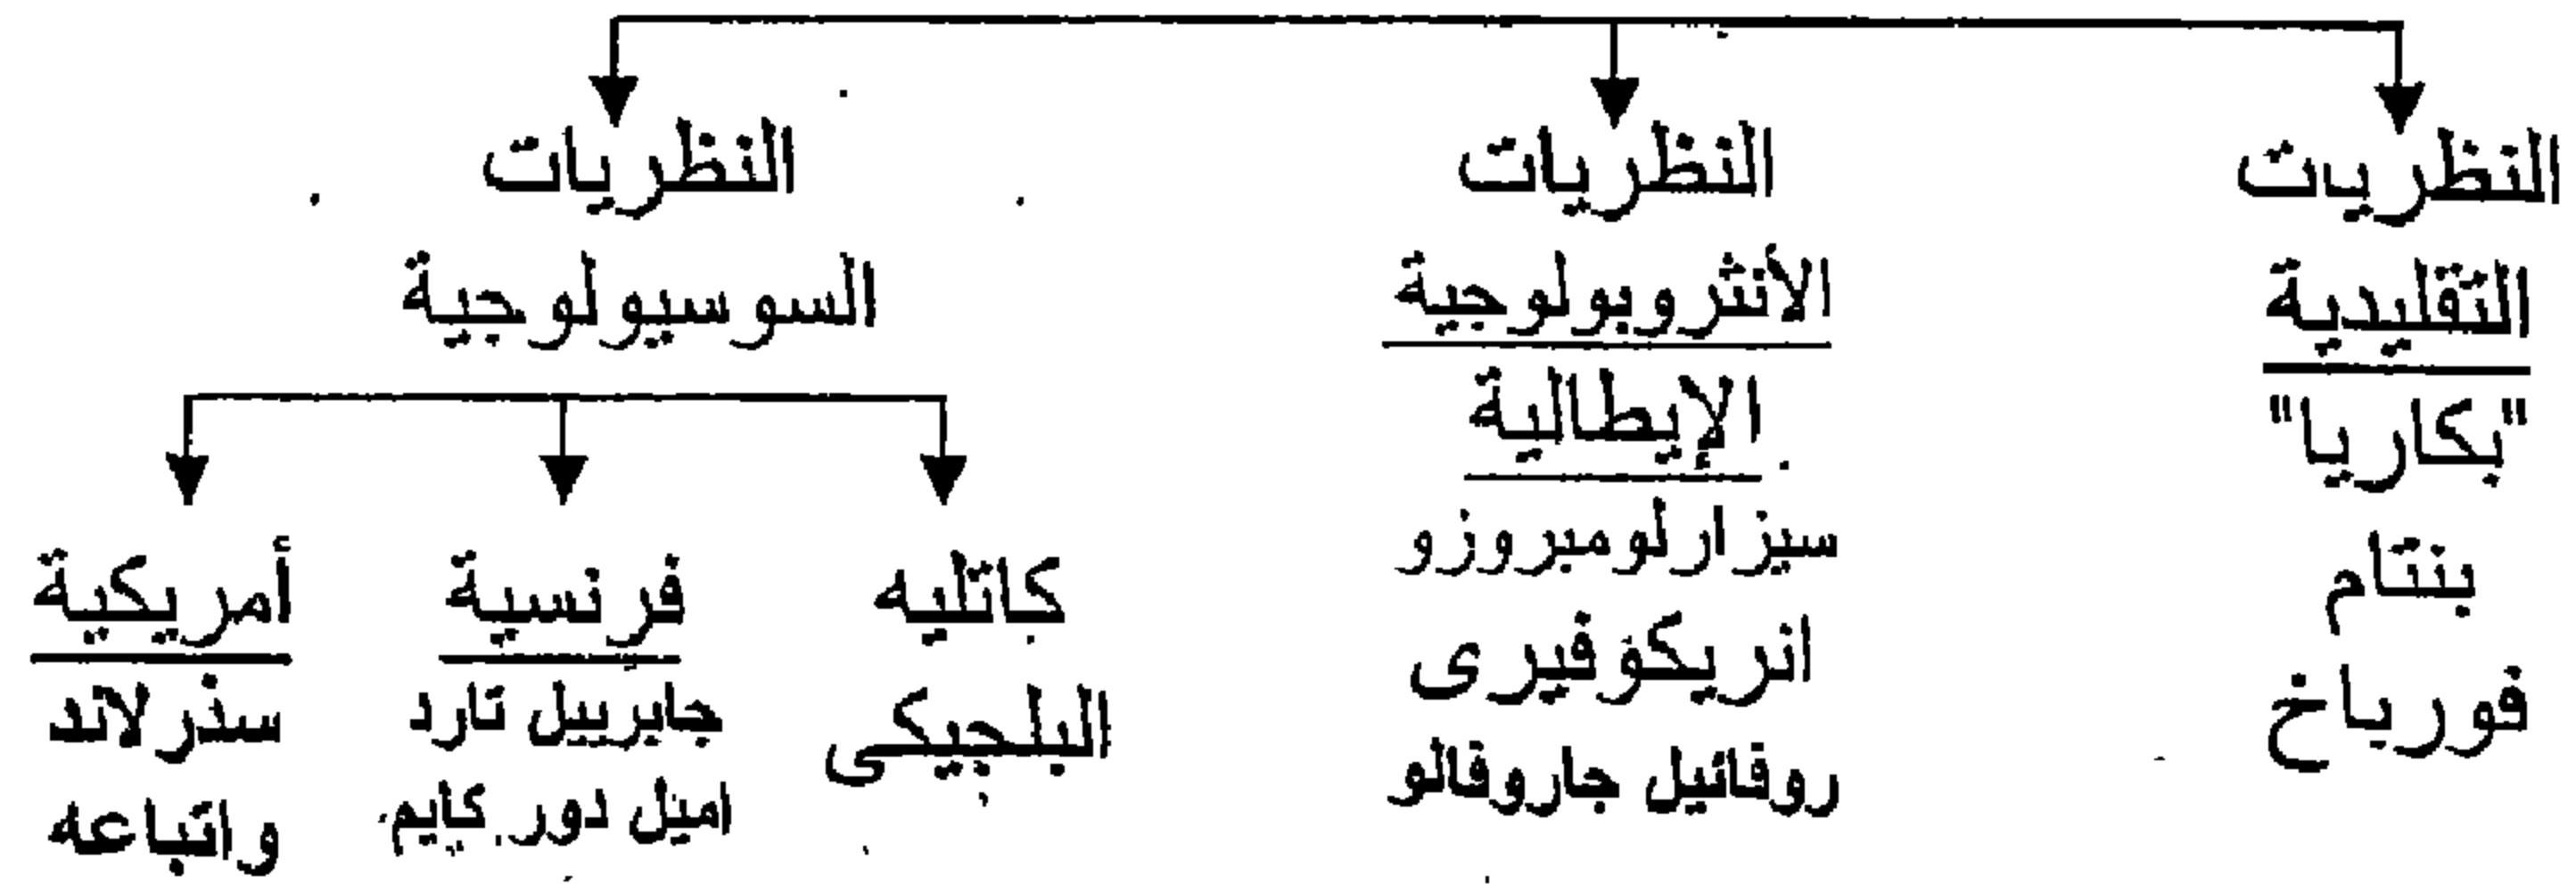 النظريات
التقليدية
"بكاريا"
بنتام
فورياخ
النظريات
الأنثروبولوجية
الإيطالية
سيزارلومبروزو
انريكوفيرى
روفائيل جاروفالو
النظريات
السوسيولوجية
كاتليه
البلجيكى
فرنسية
جابرييل تارد
اميل دور كايم
أمريكية
سذرلاند
واتباعه